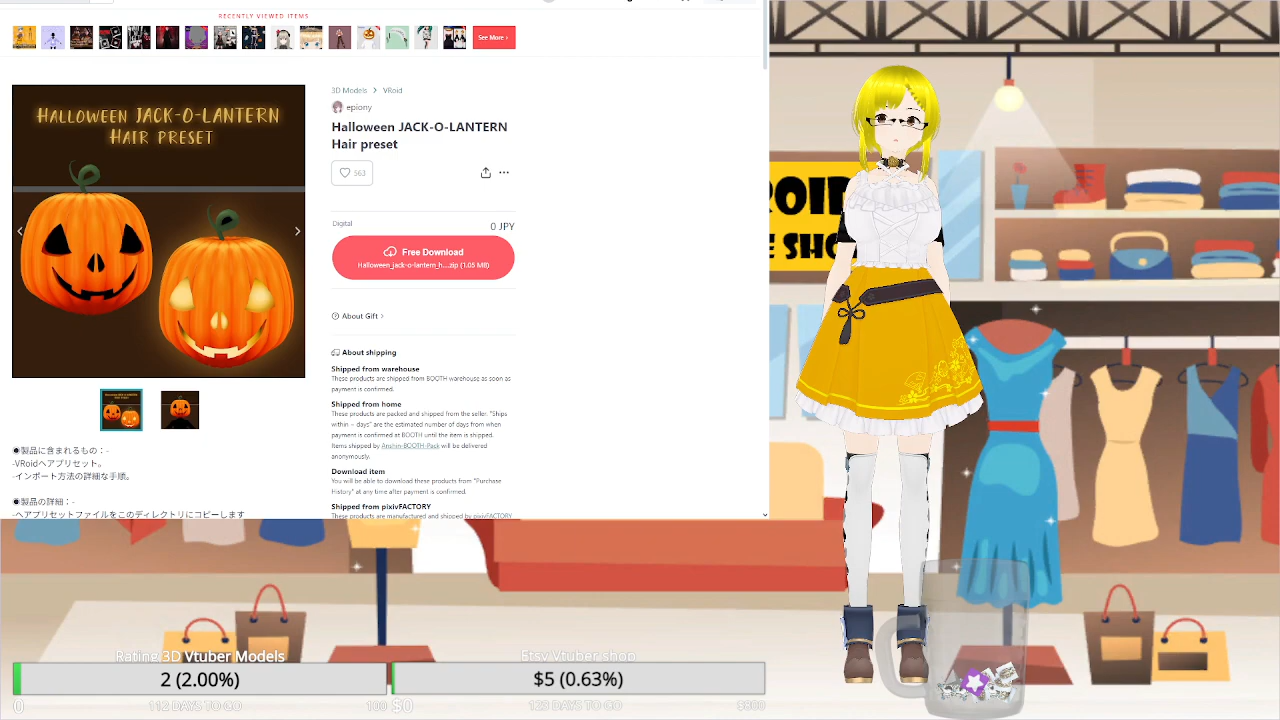 RECENTLY VIEWED ITEMS
See More ›
3D Models › VRoid
epiony
Halloween JACK-O-LANTERN
Hair preset
563
Digital
0 JPY
Free Download
Halloween_jack-o-lantern_h....zip (1.05 MB)
About Gift ›
About shipping
Shipped from warehouse
These products are shipped from BOOTH warehouse as soon as
payment is confirmed.
Shipped from home
These products are packed and shipped from the seller. "Ships
within ~ days" are the estimated number of days from when
payment is confirmed at BOOTH until the item is shipped.
Items shipped by Anshin-BOOTH-Pack will be delivered
anonymously.
Download item
You will be able to download these products from "Purchase
History" at any time after payment is confirmed.
Shipped from pixivFACTORY
These products are manufactured and shipped by pixivFACTORY
HALLOWEEN JACK-O-LANTERN
HAIR PRESET
◉製品に含まれるもの：-
-VRoidヘアプリセット。
-インポート方法の詳細な手順。
◉製品の詳細：-
-ヘアプリセットファイルをこのディレクトリにコピーします
Rating 3D Vtuber Models
2 (2.00%)
0
112 DAYS TO GO
100
Etsy Vtuber shop
$5 (0.63%)
$0
120 DAYS TO GO
$800